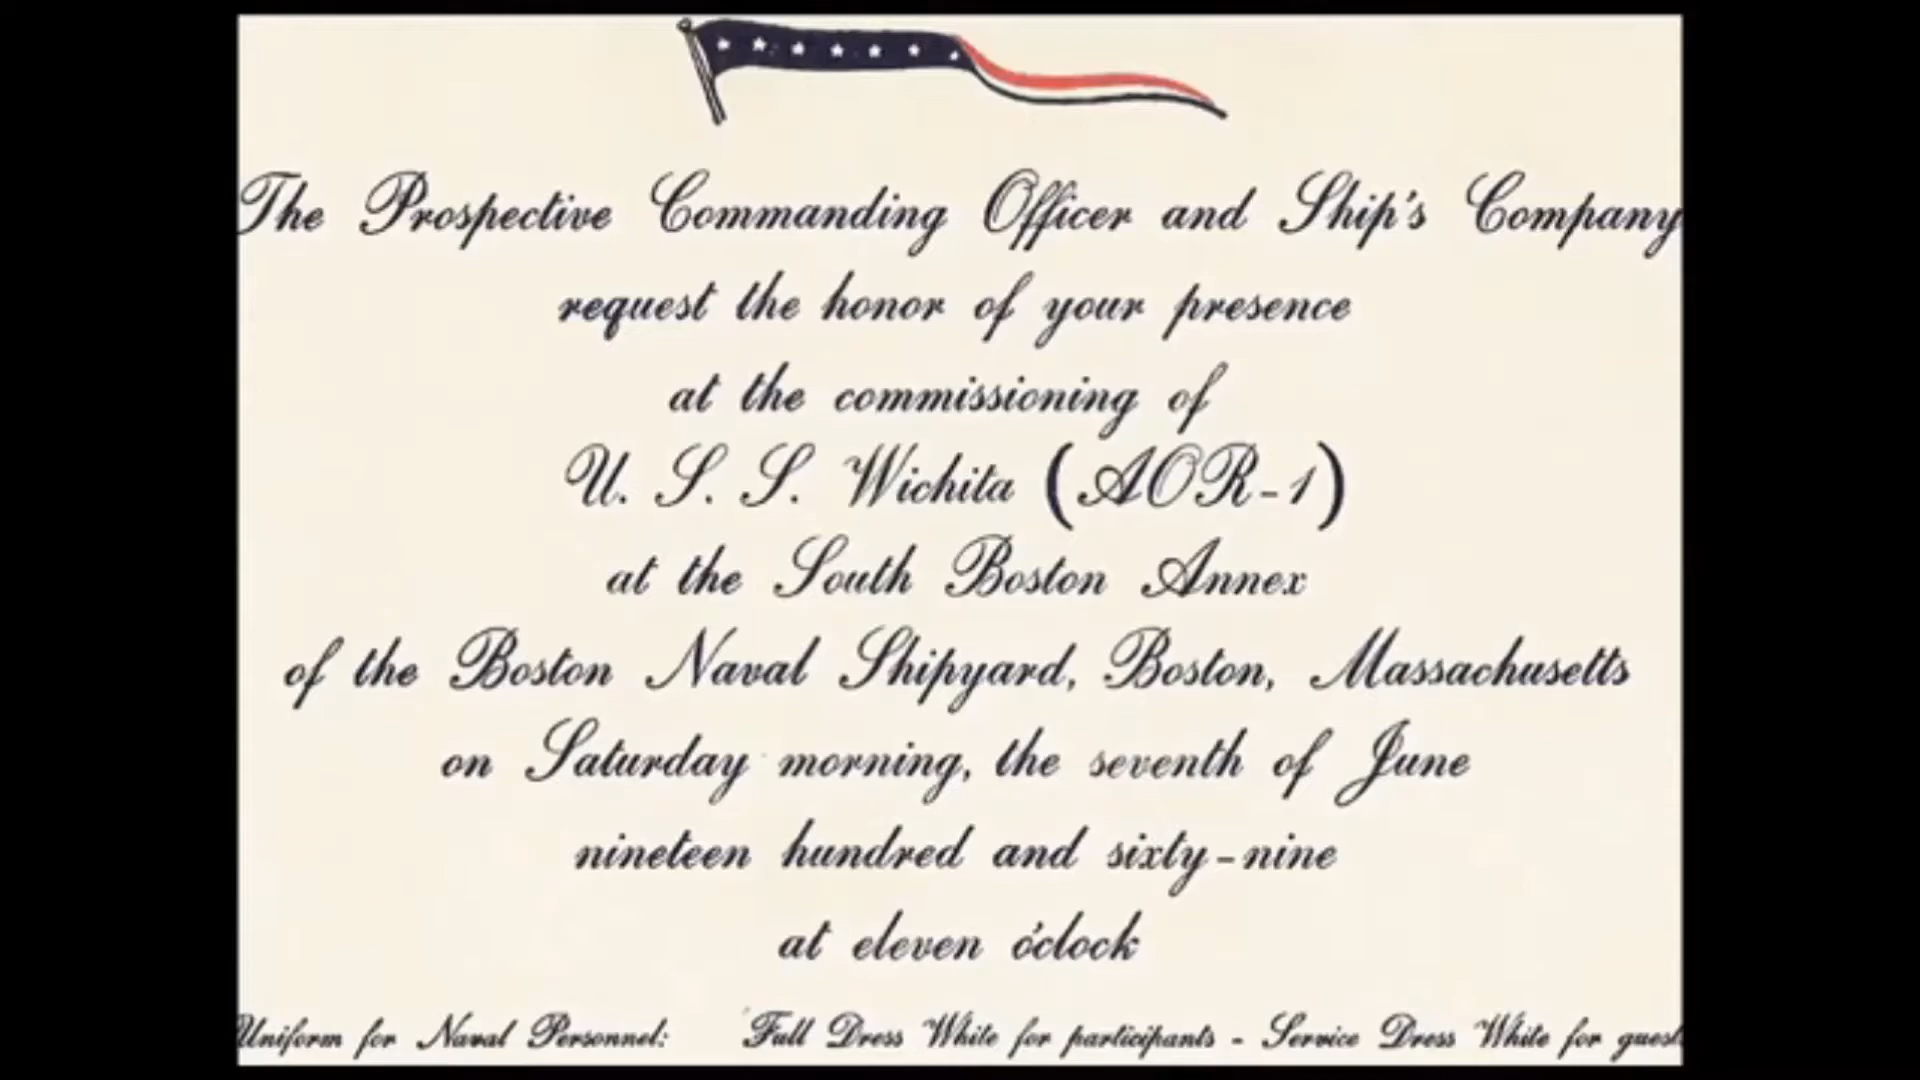 The Prospective Commanding Officer and Ship's Company
request the honor of your presence
at the commissioning of
U. S. S. Wichita (AOR-1)
at the South Boston Annex
of the Boston Naval Shipyard, Boston, Massachusetts
on Saturday morning, the seventh of June
nineteen hundred and sixty-nine
at eleven o'clock
Uniform for Naval Personnel: Full Dress White for participants - Service Dress White for guest